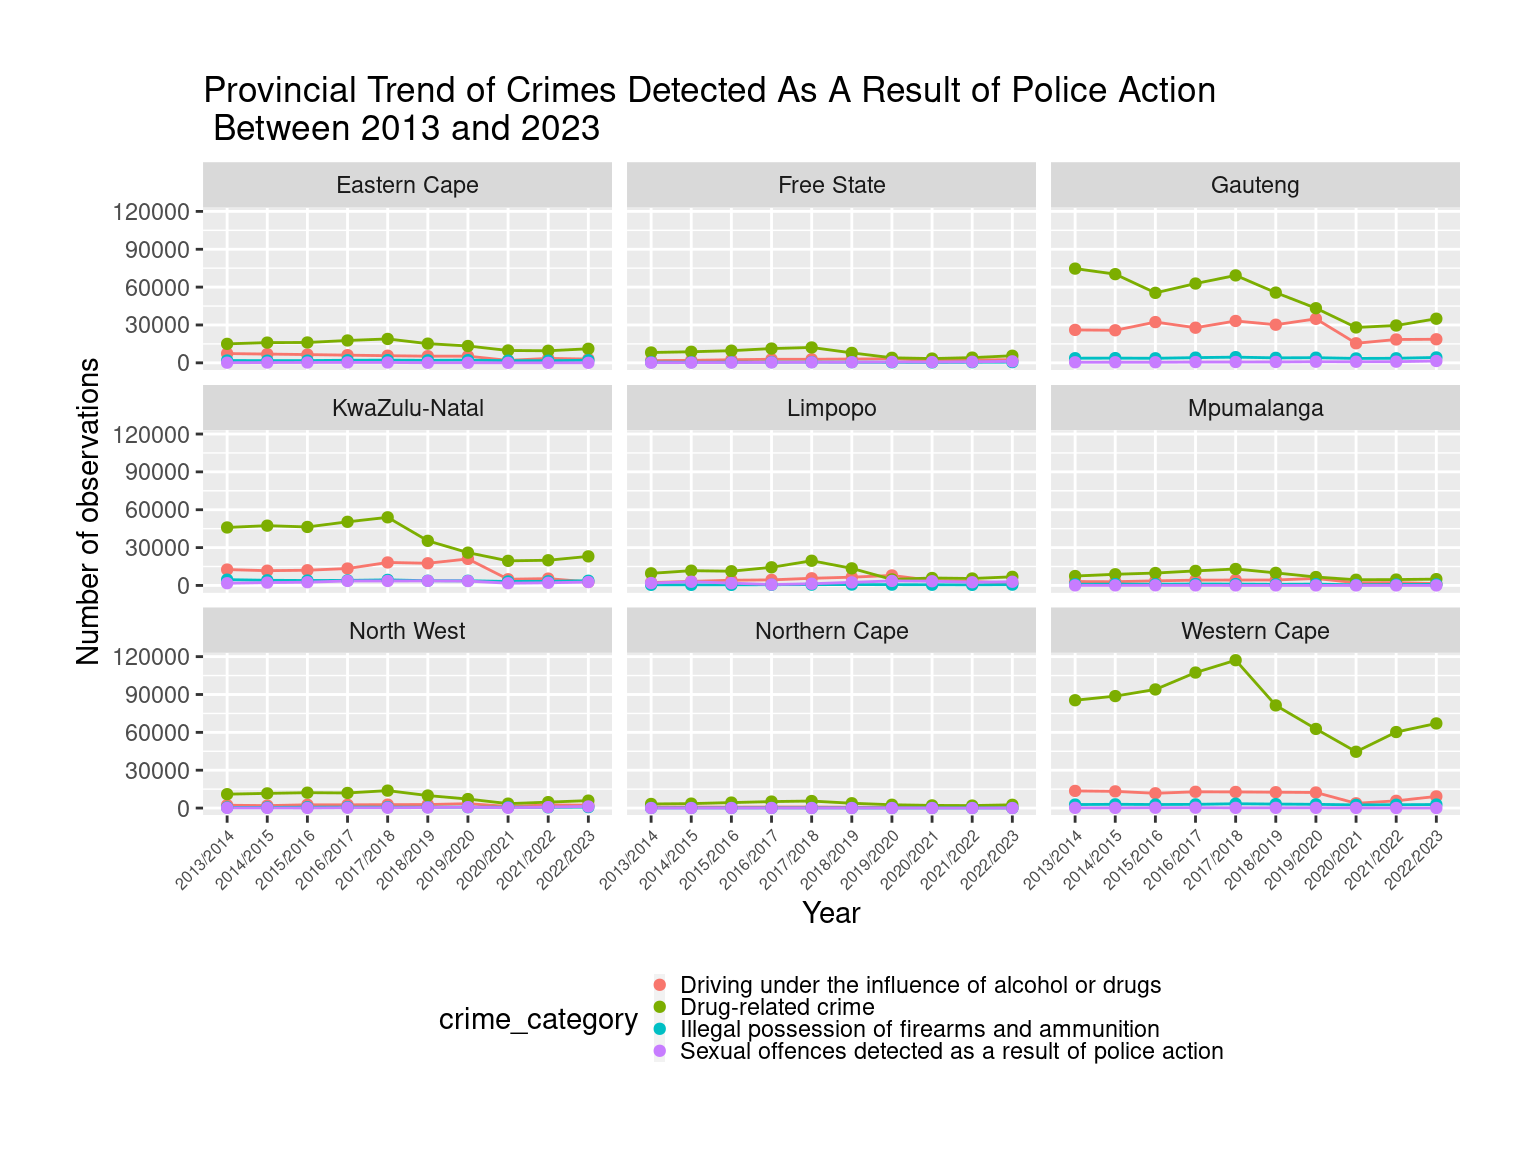 Provincial Trend of Crimes Detected As A Result of Police Action
Between 2013 and 2023
Eastern Cape
Free State
Gauteng
120000
90000
60000
30000
0
KwaZulu-Natal
Limpopo
Mpumalanga
120000
90000
60000
30000
0
North West
Northern Cape
Western Cape
120000
90000
60000
30000
0
Number of observations
2013/2014
2014/2015
2015/2016
2016/2017
2017/2018
2018/2019
2019/2020
2020/2021
2021/2022
2022/2023
2013/2014
2014/2015
2015/2016
2016/2017
2017/2018
2018/2019
2019/2020
2020/2021
2021/2022
2022/2023
2013/2014
2014/2015
2015/2016
2016/2017
2017/2018
2018/2019
2019/2020
2020/2021
2021/2022
2022/2023
Year
crime_category
Driving under the influence of alcohol or drugs
Drug-related crime
Illegal possession of firearms and ammunition
Sexual offences detected as a result of police action